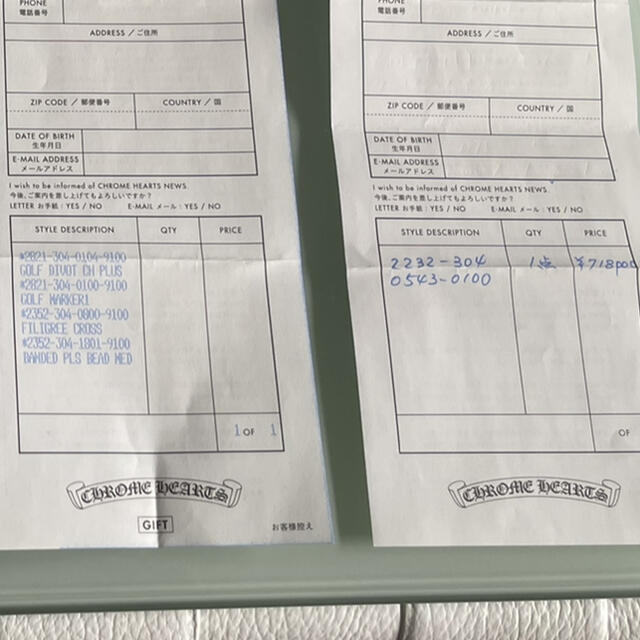 PHONE
電話番号
ADDRESS / ご住所
ZIP CODE / 郵便番号
COUNTRY / 国
DATE OF BIRTH
生年月日
E-MAIL ADDRESS
メールアドレス
I wish to be informed of CHROME HEARTS NEWS.
今後、ご案内を差し上げてもよろしいですか?
LETTER お手紙 : YES / NO E-MAIL メール : YES / NO
STYLE DESCRIPTION QTY PRICE
*2821-304-0104-9100
GOLF DIVOT CH PLUS
*2821-304-0100-9100
GOLF MARKER1
*2352-304-0800-9100
FILIGREE CROSS
*2352-304-1801-9100
BANDED PLS BEAD MED
1 OF 1
CHROME HEARTS
GIFT
お客様控え
PHONE
電話番号
ADDRESS / ご住所
ZIP CODE / 郵便番号
COUNTRY / 国
DATE OF BIRTH
生年月日
E-MAIL ADDRESS
メールアドレス
I wish to be informed of CHROME HEARTS NEWS.
今後、ご案内を差し上げてもよろしいですか?
LETTER お手紙 : YES / NO E-MAIL メール : YES / NO
STYLE DESCRIPTION QTY PRICE
2232-304 1点
0543-0100
OF
CHROME HEARTS